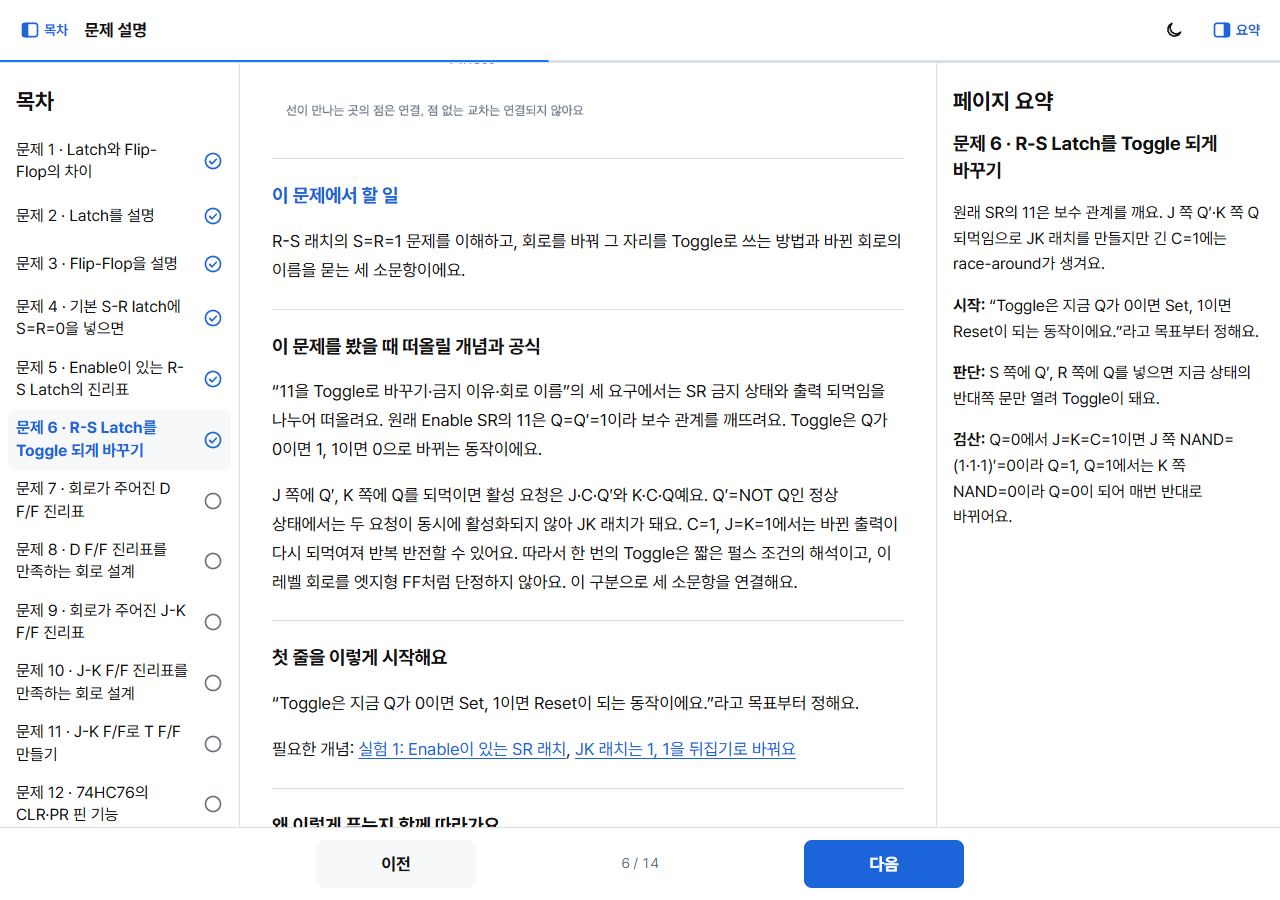 목차
문제 설명
요약
목차
문제 1 · Latch와 Flip-
Flop의 차이
문제 2 · Latch를 설명
문제 3 · Flip-Flop을 설명
문제 4 · 기본 S-R latch에
S=R=0을 넣으면
문제 5 · Enable이 있는 R-
S Latch의 진리표
문제 6 · R-S Latch를
Toggle 되게 바꾸기
문제 7 · 회로가 주어진 D
F/F 진리표
문제 8 · D F/F 진리표를
만족하는 회로 설계
문제 9 · 회로가 주어진 J-K
F/F 진리표
문제 10 · J-K F/F 진리표를
만족하는 회로 설계
문제 11 · J-K F/F로 T F/F
만들기
문제 12 · 74HC76의
CLR·PR 핀 기능
선이 만나는 곳의 점은 연결, 점 없는 교차는 연결되지 않아요
이 문제에서 할 일
R-S 래치의 S=R=1 문제를 이해하고, 회로를 바꿔 그 자리를 Toggle로 쓰는 방법과 바뀐 회로의
이름을 묻는 세 소문항이에요.
이 문제를 봤을 때 떠올릴 개념과 공식
“11을 Toggle로 바꾸기·금지 이유·회로 이름”의 세 요구에서는 SR 금지 상태와 출력 되먹임을
나누어 떠올려요. 원래 Enable SR의 11은 Q=Q′=1이라 보수 관계를 깨뜨려요. Toggle은 Q가
0이면 1, 1이면 0으로 바뀌는 동작이에요.
J 쪽에 Q′, K 쪽에 Q를 되먹이면 활성 요청은 J·C·Q′와 K·C·Q예요. Q′=NOT Q인 정상
상태에서는 두 요청이 동시에 활성화되지 않아 JK 래치가 돼요. C=1, J=K=1에서는 바뀐 출력이
다시 되먹여져 반복 반전할 수 있어요. 따라서 한 번의 Toggle은 짧은 펄스 조건의 해석이고, 이
레벨 회로를 엣지형 FF처럼 단정하지 않아요. 이 구분으로 세 소문항을 연결해요.
첫 줄을 이렇게 시작해요
“Toggle은 지금 Q가 0이면 Set, 1이면 Reset이 되는 동작이에요.”라고 목표부터 정해요.
필요한 개념: 실험 1: Enable이 있는 SR 래치, JK 래치는 1, 1을 뒤집기로 바꿔요
왜 이렇게 푸는지 함께 따라가요
페이지 요약
문제 6 · R-S Latch를 Toggle 되게
바꾸기
원래 SR의 11은 보수 관계를 깨요. J 쪽 Q′·K 쪽 Q
되먹임으로 JK 래치를 만들지만 긴 C=1에는
race-around가 생겨요.
시작: “Toggle은 지금 Q가 0이면 Set, 1이면
Reset이 되는 동작이에요.”라고 목표부터 정해요.
판단: S 쪽에 Q′, R 쪽에 Q를 넣으면 지금 상태의
반대쪽 문만 열려 Toggle이 돼요.
검산: Q=0에서 J=K=C=1이면 J 쪽 NAND=
(1·1·1)′=0이라 Q=1, Q=1에서는 K 쪽
NAND=0이라 Q=0이 되어 매번 반대로
바뀌어요.
이전
6 / 14
다음